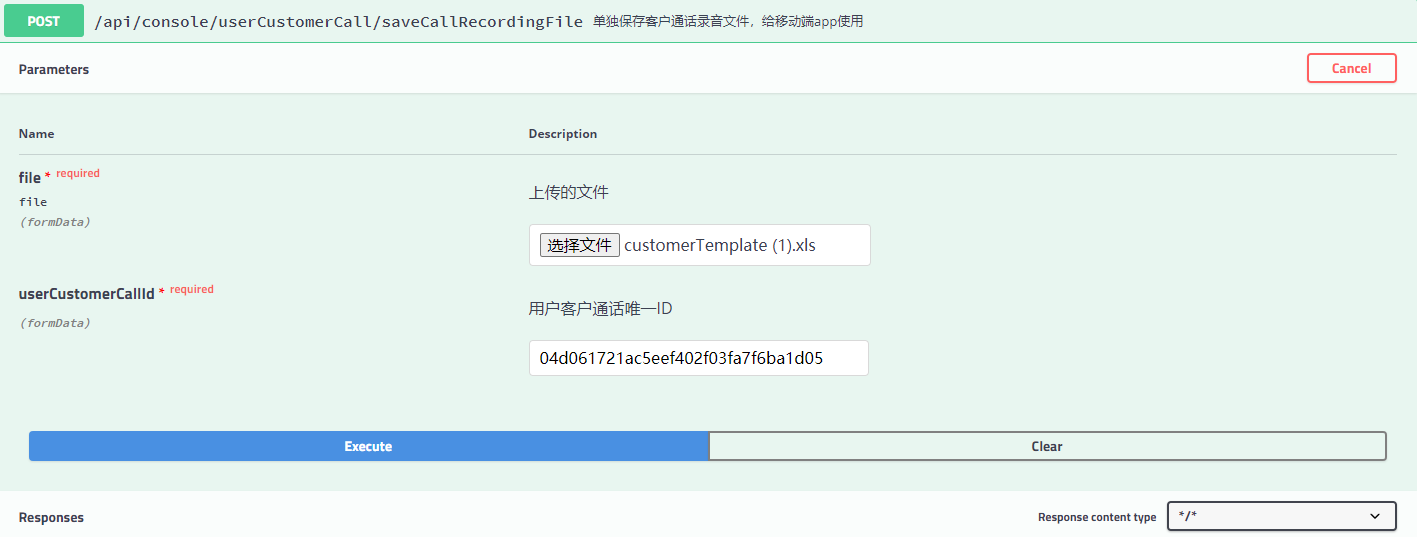 POST /api/console/userCustomerCall/saveCallRecordingFile 单独保存客户通话录音文件，给移动端app使用
Parameters Cancel
Name Description
file * required
file
(formData)
上传的文件
选择文件 customerTemplate (1).xls
userCustomerCallId * required
(formData)
用户客户通话唯一ID
04d061721ac5eef402f03fa7f6ba1d05
Execute Clear
Responses Response content type */*